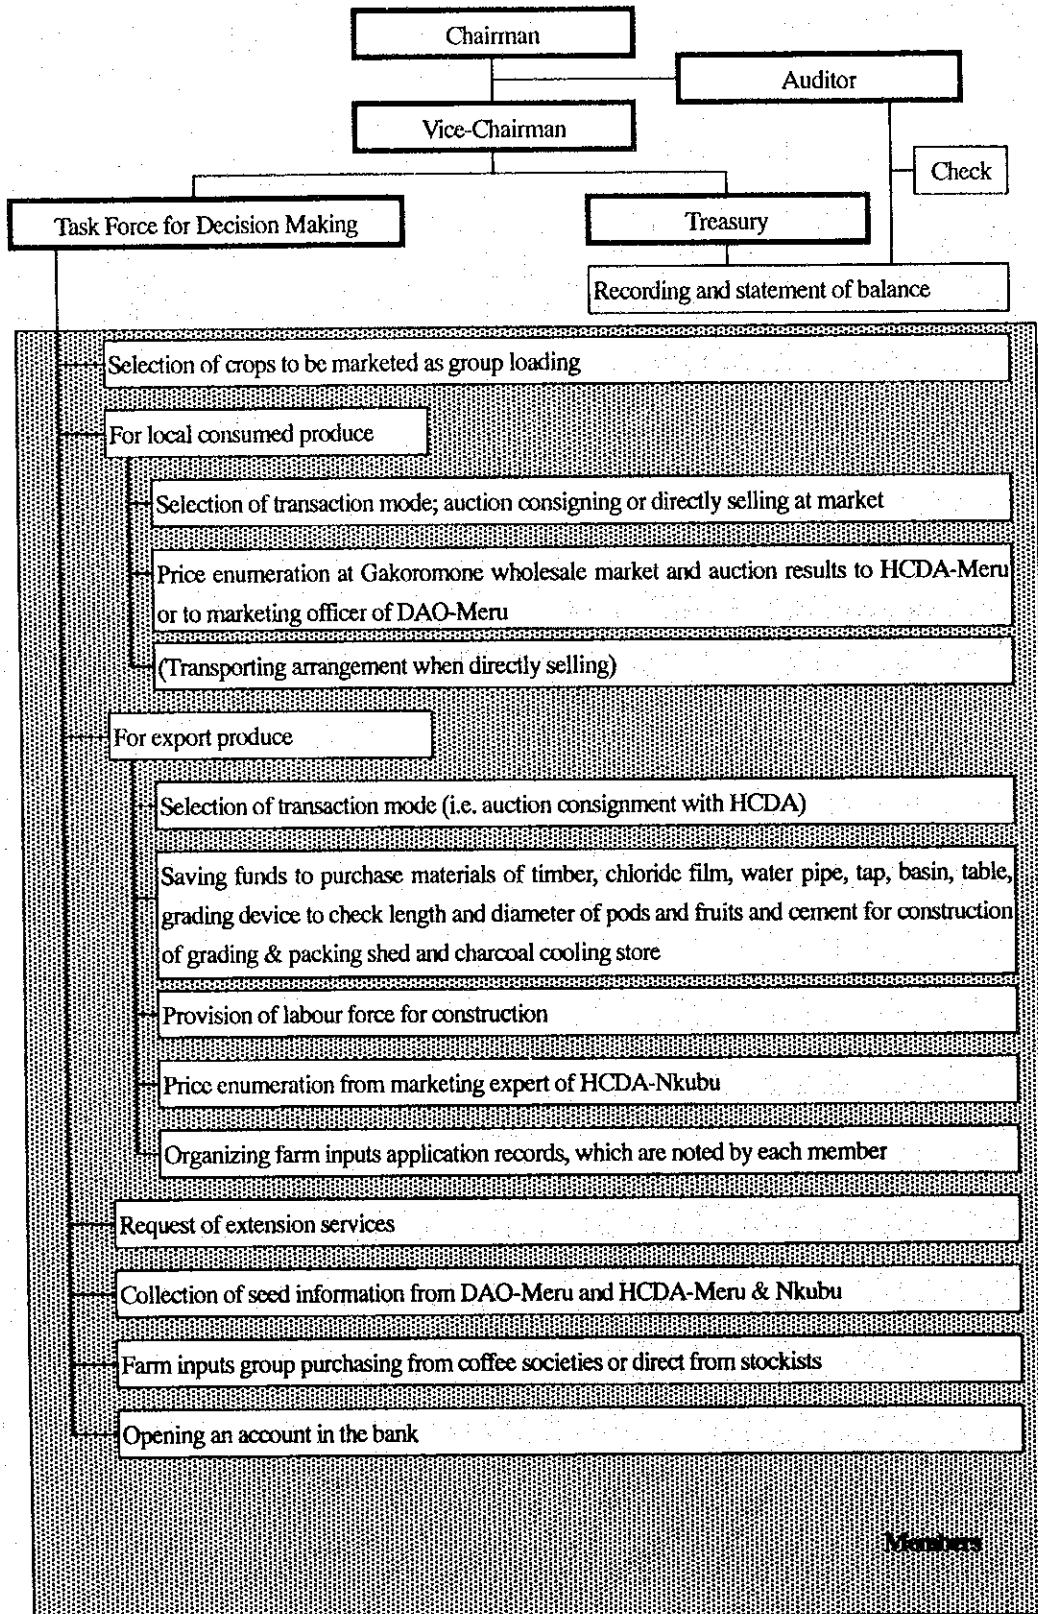 Chairman
Auditor
Vice-Chairman
Check
Task Force for Decision Making
Treasury
Recording and statement of balance
Selection of crops to be marketed as group loading
For local consumed produce
Selection of transaction mode; auction consigning or directly selling at market
Price enumeration at Gakoromone wholesale market and auction results to HCDA-Meru
or to marketing officer of DAO-Meru
(Transporting arrangement when directly selling)
For export produce
Selection of transaction mode (i.e. auction consignment with HCDA)
Saving funds to purchase materials of timber, chloride film, water pipe, tap, basin, table,
grading device to check length and diameter of pods and fruits and cement for construction
of grading & packing shed and charcoal cooling store
Provision of labour force for construction
Price enumeration from marketing expert of HCDA-Nkubu
Organizing farm inputs application records, which are noted by each member
Request of extension services
Collection of seed information from DAO-Meru and HCDA-Meru & Nkubu
Farm inputs group purchasing from coffee societies or direct from stockists
Opening an account in the bank
Members